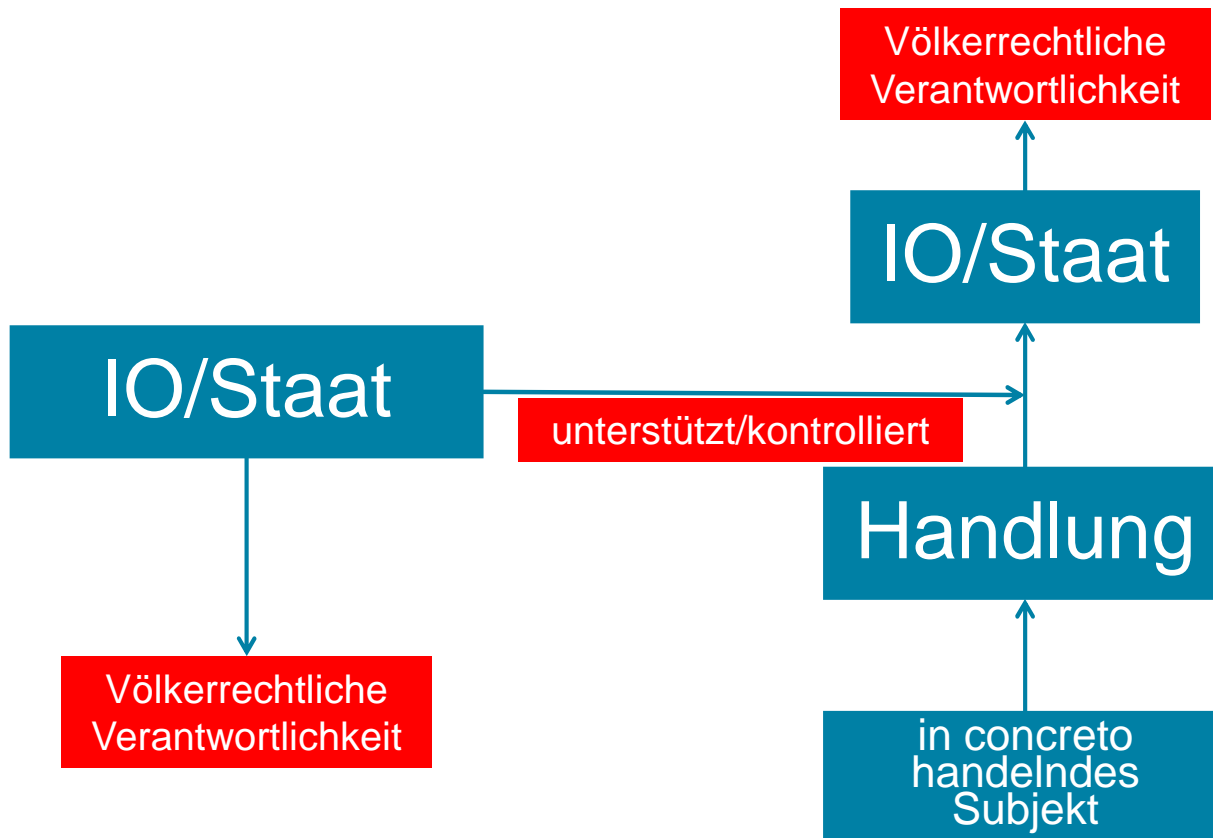 Völkerrechtliche
Verantwortlichkeit
IO/Staat
IO/Staat
unterstützt/kontrolliert
Handlung
Völkerrechtliche
Verantwortlichkeit
in concreto
handelndes
Subjekt